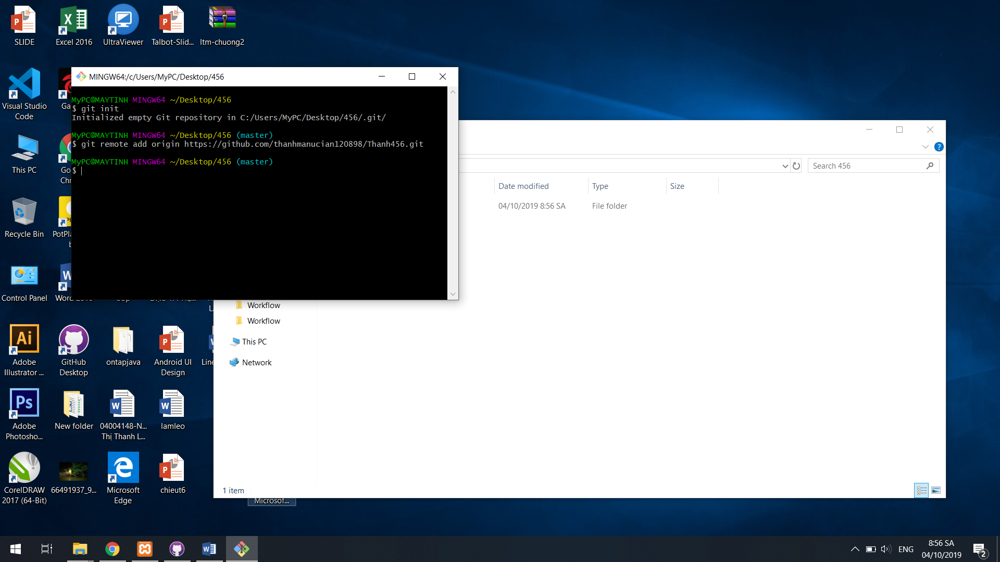 SLIDE
Excel 2016
UltraViewer
Talbot-Slid...
ltm-chuong2
Visual Studio
Code
Ga
This PC
Go
Chr
Recycle Bin
PotPla
b
Control Panel
Word 2016
Adobe
Illustrator ...
GitHub
Desktop
ontapjava
Android UI
Design
Line
Adobe
Photosho...
New folder
04004148-N...
Thị Thanh L...
lamleo
CorelDRAW
2017 (64-Bit)
66491937_9...
Microsoft
Edge
chieut6
Microsof...
MINGW64:/c/Users/MyPC/Desktop/456
MyPC@MAYTINH MINGW64 ~/Desktop/456
$ git init
Initialized empty Git repository in C:/Users/MyPC/Desktop/456/.git/
MyPC@MAYTINH MINGW64 ~/Desktop/456 (master)
$ git remote add origin https://github.com/thanhmanucian120898/Thanh456.git
MyPC@MAYTINH MINGW64 ~/Desktop/456 (master)
$
Search 456
Date modified
Type
Size
04/10/2019 8:56 SA
File folder
Workflow
Workflow
This PC
Network
1 item
ENG
8:56 SA
04/10/2019
2